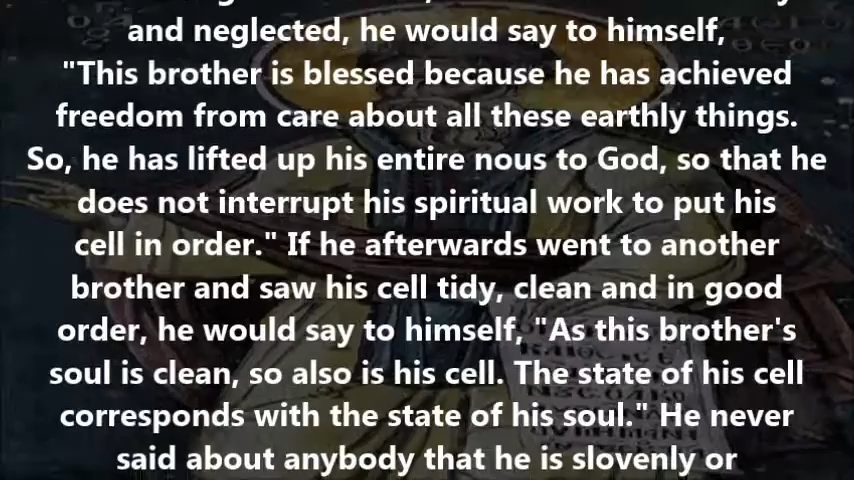 and neglected, he would say to himself,
"This brother is blessed because he has achieved
freedom from care about all these earthly things.
So, he has lifted up his entire nous to God, so that he
does not interrupt his spiritual work to put his
cell in order." If he afterwards went to another
brother and saw his cell tidy, clean and in good
order, he would say to himself, "As this brother's
soul is clean, so also is his cell. The state of his cell
corresponds with the state of his soul." He never
said about anybody that he is slovenly or